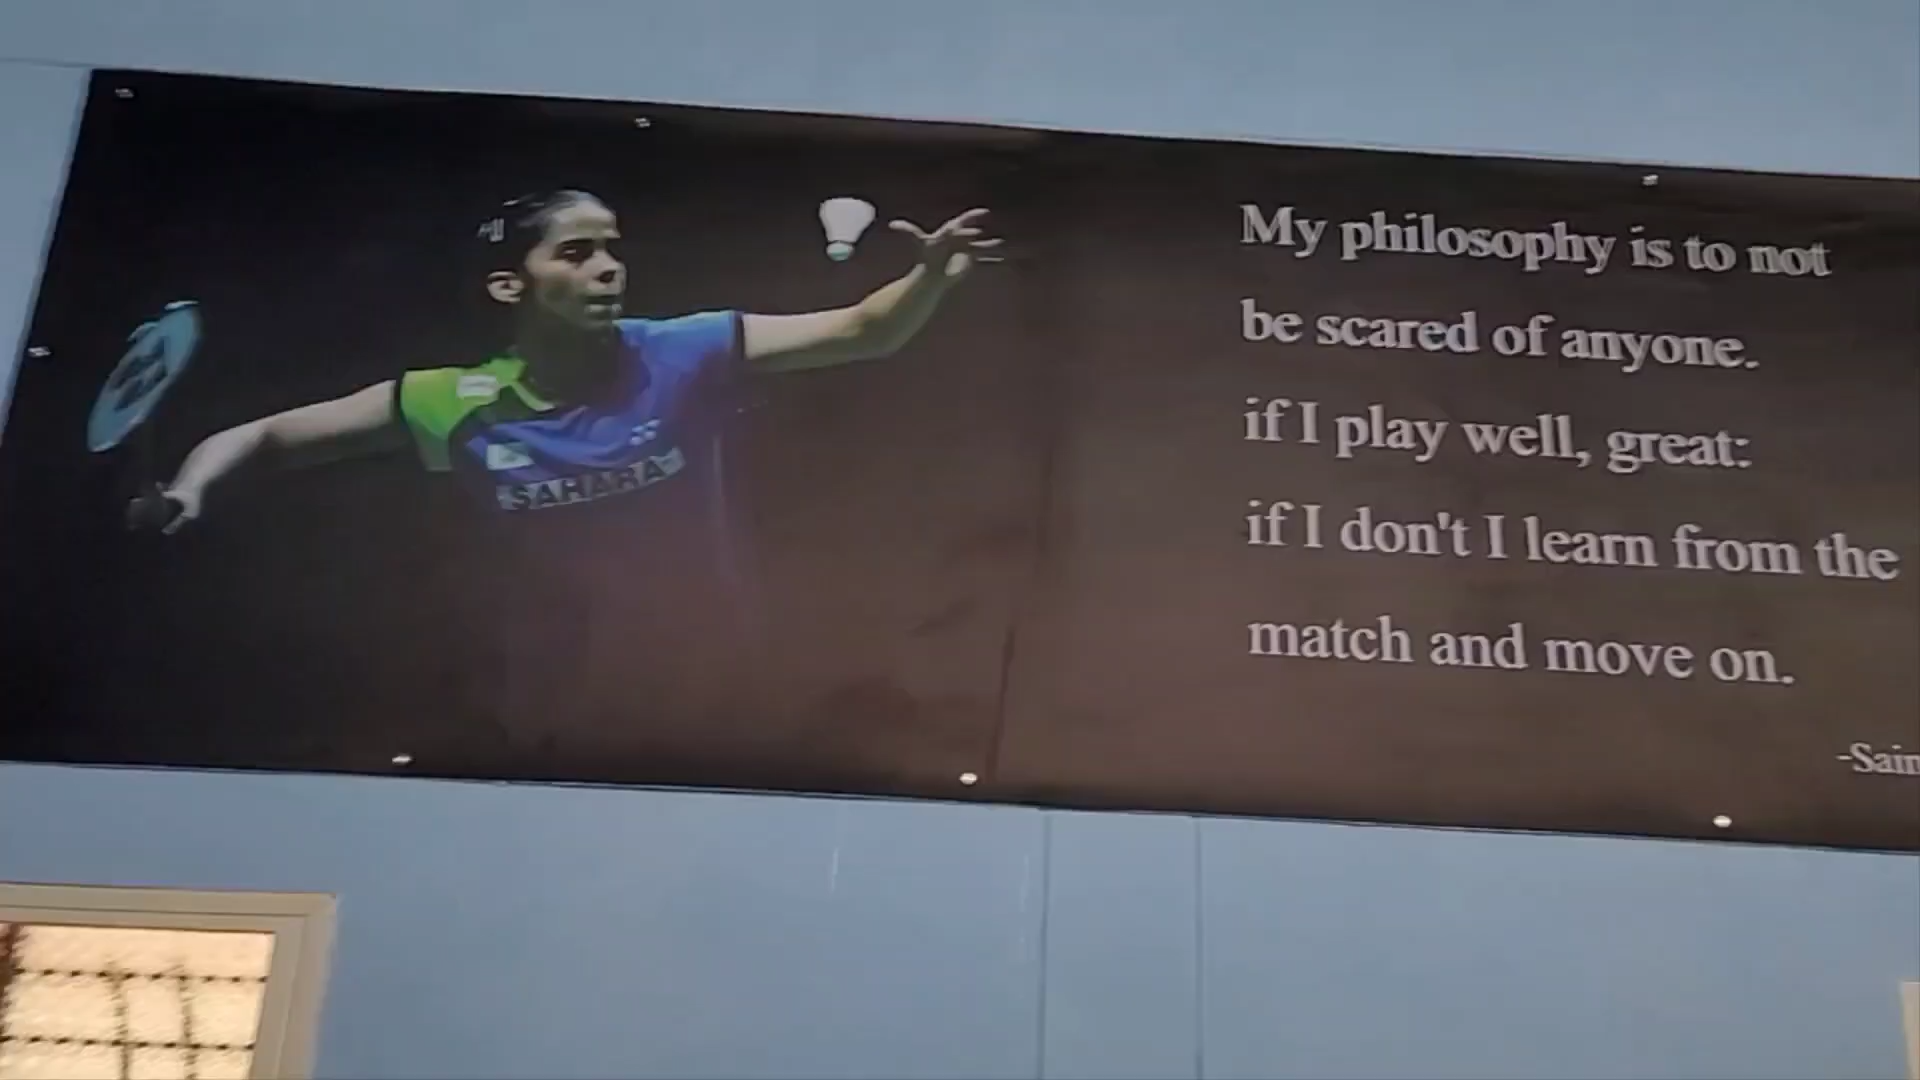 My philosophy is to not
be scared of anyone.
if I play well, great:
if I don't I learn from the
match and move on.
-Sain
SAHARA